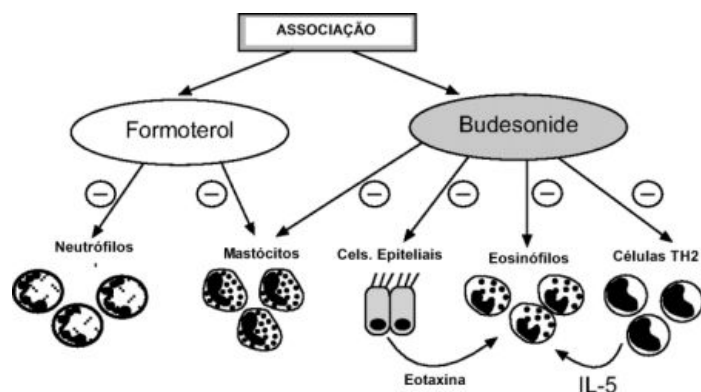 ASSOCIAÇÃO
Formoterol
Budesonide
Neutrófilos
Mastócitos
Cels. Epiteliais
Eosinófilos
Células TH2
Eotaxina
IL-5